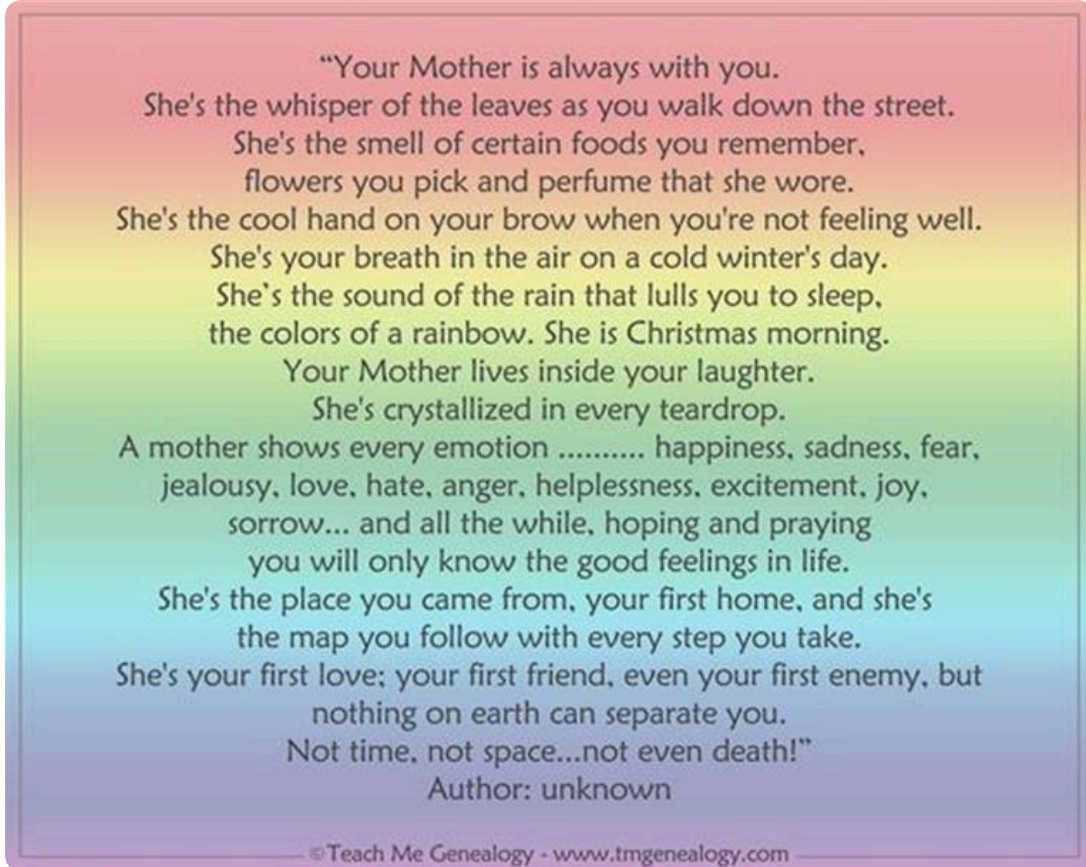 “Your Mother is always with you.
She's the whisper of the leaves as you walk down the street.
She's the smell of certain foods you remember,
flowers you pick and perfume that she wore.
She's the cool hand on your brow when you're not feeling well.
She's your breath in the air on a cold winter's day.
She's the sound of the rain that lulls you to sleep,
the colors of a rainbow. She is Christmas morning.
Your Mother lives inside your laughter.
She's crystallized in every teardrop.
A mother shows every emotion .......... happiness, sadness, fear,
jealousy, love, hate, anger, helplessness, excitement, joy,
sorrow... and all the while, hoping and praying
you will only know the good feelings in life.
She's the place you came from, your first home, and she's
the map you follow with every step you take.
She's your first love; your first friend, even your first enemy, but
nothing on earth can separate you.
Not time, not space...not even death!”
Author: unknown
©Teach Me Genealogy - www.tmgenealogy.com